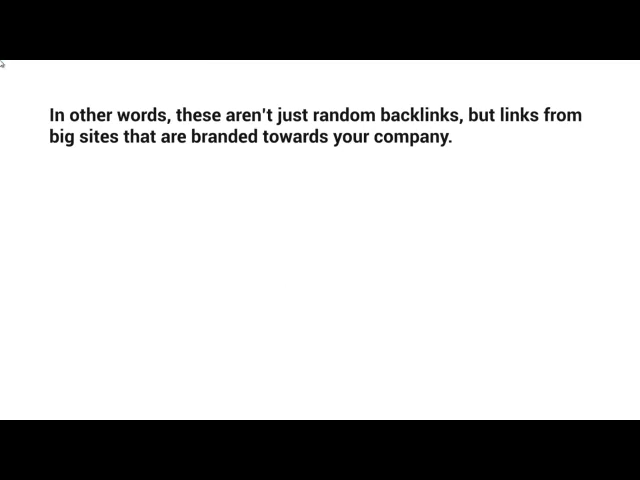 In other words, these aren't just random backlinks, but links from
big sites that are branded towards your company.